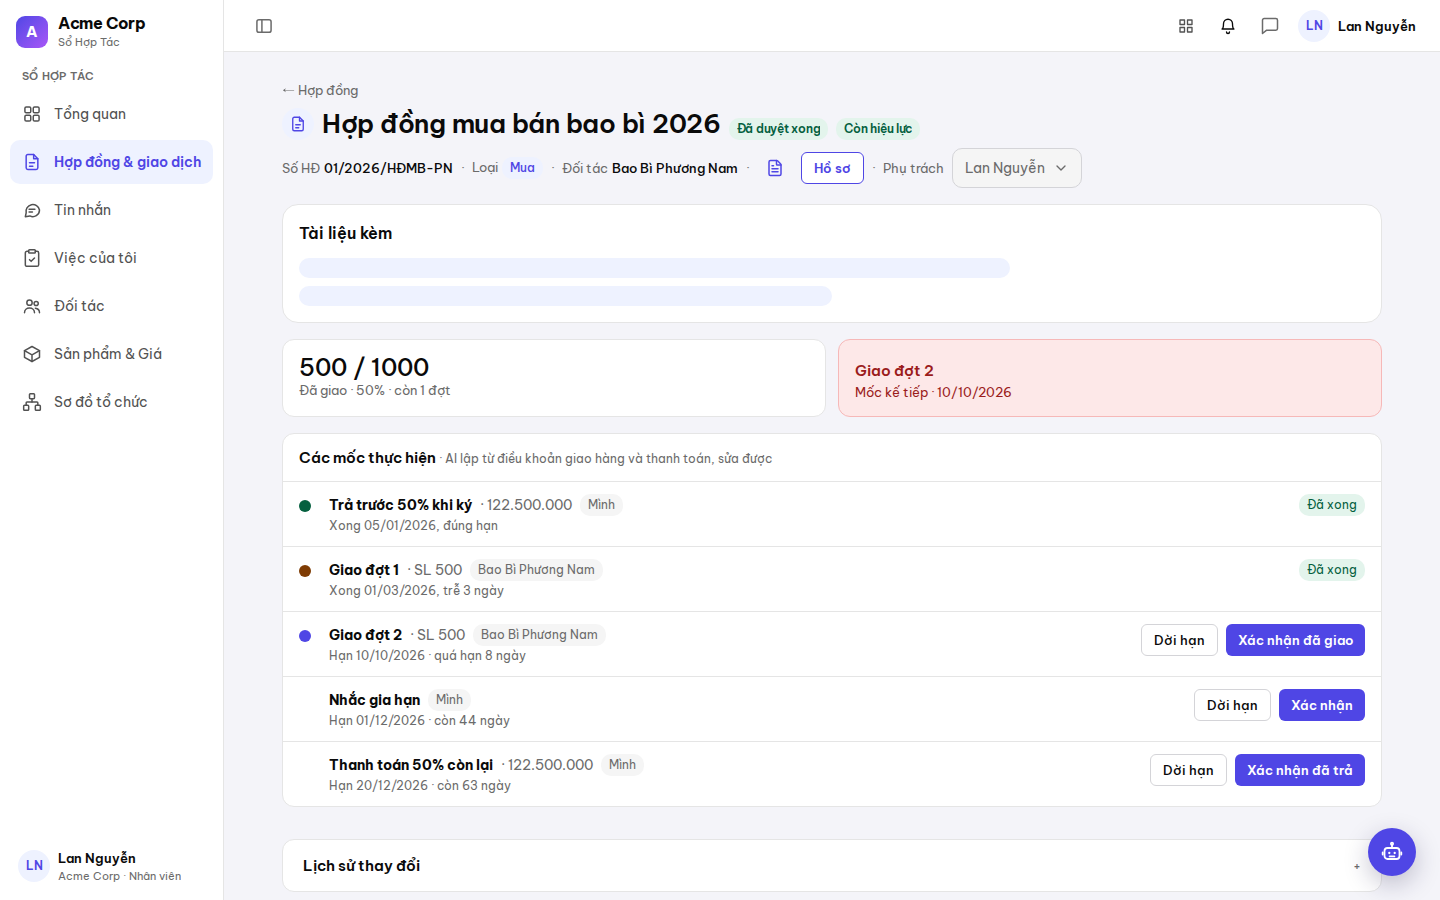 A
Acme Corp
Sổ Hợp Tác
SỔ HỢP TÁC
Tổng quan
Hợp đồng & giao dịch
Tin nhắn
Việc của tôi
Đối tác
Sản phẩm & Giá
Sơ đồ tổ chức
LN
Lan Nguyễn
Acme Corp · Nhân viên
LN Lan Nguyễn
← Hợp đồng
Hợp đồng mua bán bao bì 2026 Đã duyệt xong Còn hiệu lực
Số HĐ 01/2026/HĐMB-PN · Loại Mua · Đối tác Bao Bì Phương Nam · Hồ sơ · Phụ trách Lan Nguyễn
Tài liệu kèm
500 / 1000
Đã giao · 50% · còn 1 đợt
Giao đợt 2
Mốc kế tiếp · 10/10/2026
Các mốc thực hiện · AI lập từ điều khoản giao hàng và thanh toán, sửa được
Trả trước 50% khi ký · 122.500.000 Mình Đã xong
Xong 05/01/2026, đúng hạn
Giao đợt 1 · SL 500 Bao Bì Phương Nam Đã xong
Xong 01/03/2026, trễ 3 ngày
Giao đợt 2 · SL 500 Bao Bì Phương Nam Dời hạn Xác nhận đã giao
Hạn 10/10/2026 · quá hạn 8 ngày
Nhắc gia hạn Mình Dời hạn Xác nhận
Hạn 01/12/2026 · còn 44 ngày
Thanh toán 50% còn lại · 122.500.000 Mình Dời hạn Xác nhận đã trả
Hạn 20/12/2026 · còn 63 ngày
Lịch sử thay đổi +